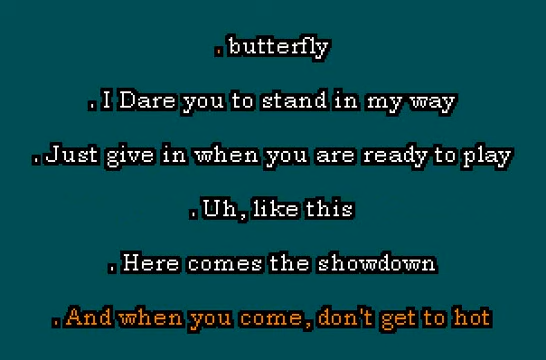 . butterfly
. I Dare you to stand in my way
. Just give in when you are ready to play
. Uh, like this
. Here comes the showdown
. And when you come, don't get to hot